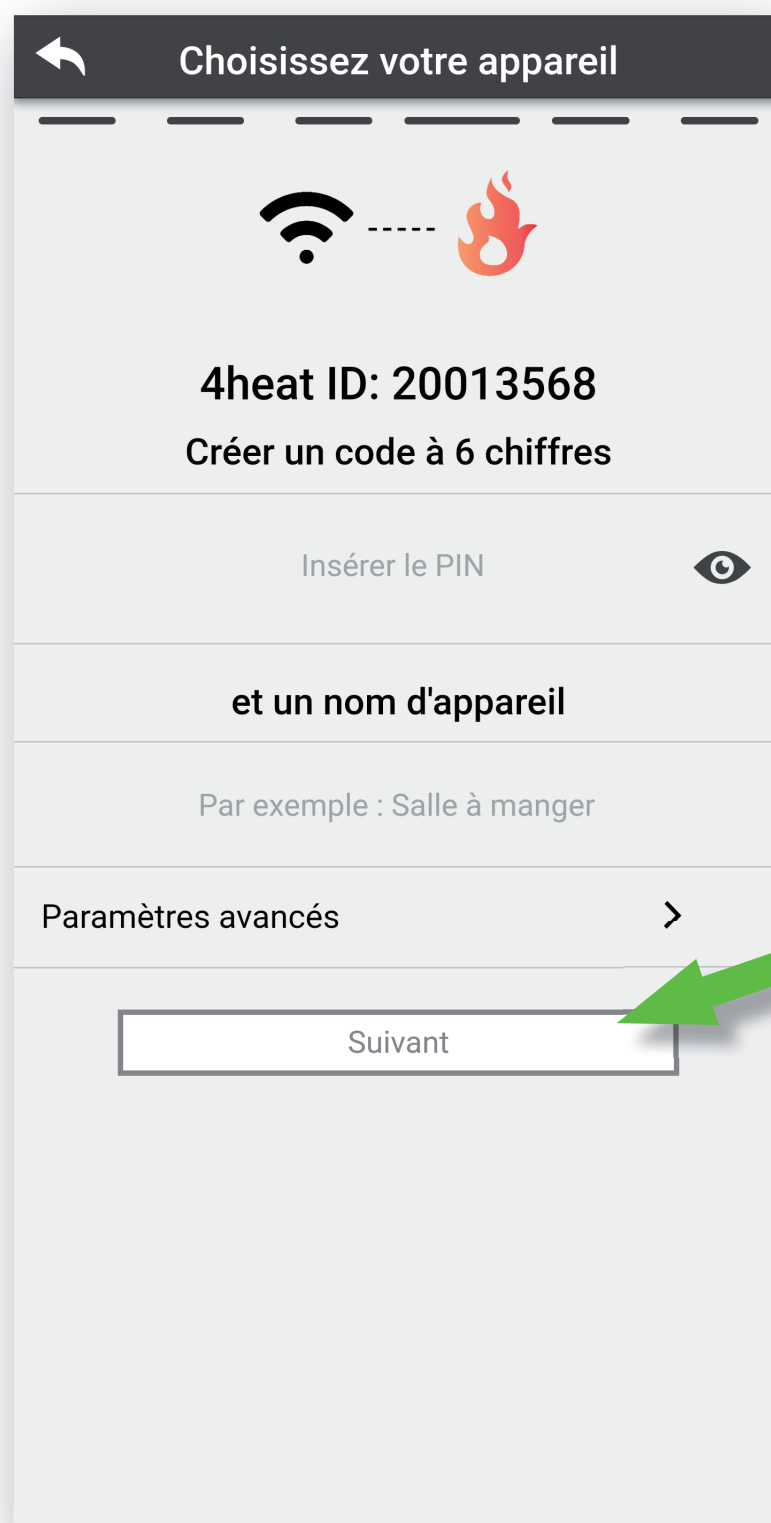 Choisissez votre appareil
4heat ID: 20013568
Créer un code à 6 chiffres
Insérer le PIN
et un nom d'appareil
Par exemple : Salle à manger
Paramètres avancés
Suivant